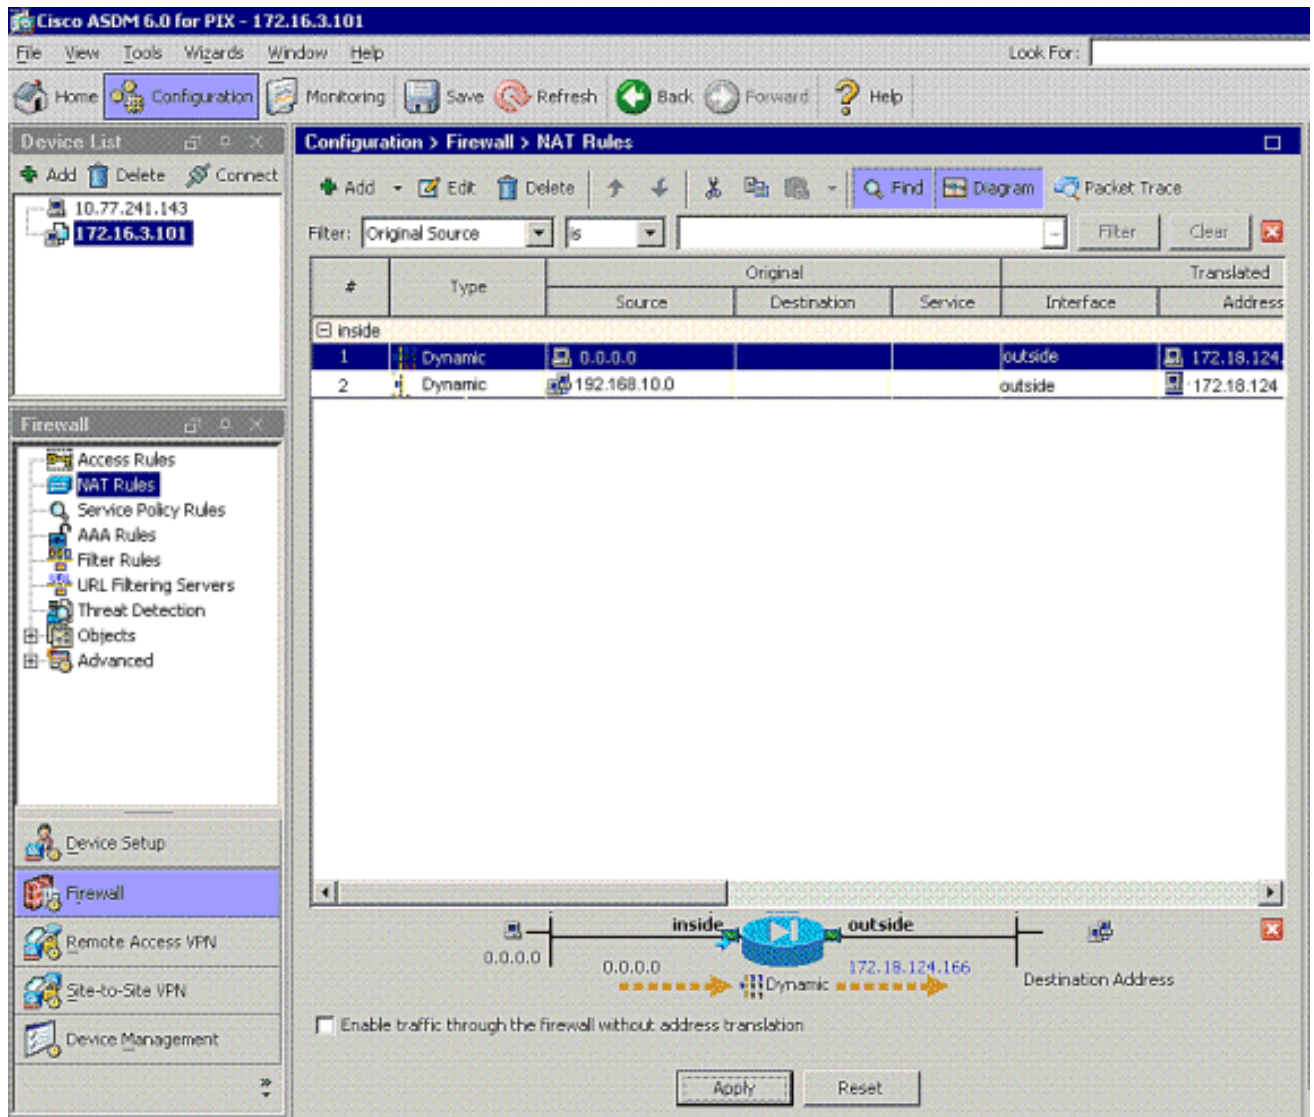 Cisco ASDM 6.0 for PIX - 172.16.3.101
File View Tools Wizards Window Help Look For:
Home Configuration Monitoring Save Refresh Back Forward Help
Device List
Add Delete Connect
10.77.241.143
172.16.3.101
Configuration > Firewall > NAT Rules
Add Edit Delete Find Diagram Packet Trace
Filter: Original Source is Filter Clear
# Type Original Translated
Source Destination Service Interface Address
inside
1 Dynamic 0.0.0.0 outside 172.18.124.
2 Dynamic 192.168.10.0 outside 172.18.124
Firewall
Access Rules
NAT Rules
Service Policy Rules
AAA Rules
Filter Rules
URL Filtering Servers
Threat Detection
Objects
Advanced
Device Setup
Firewall
Remote Access VPN
Site-to-Site VPN
Device Management
inside outside
0.0.0.0 0.0.0.0 Dynamic 172.18.124.166 Destination Address
Enable traffic through the firewall without address translation
Apply Reset